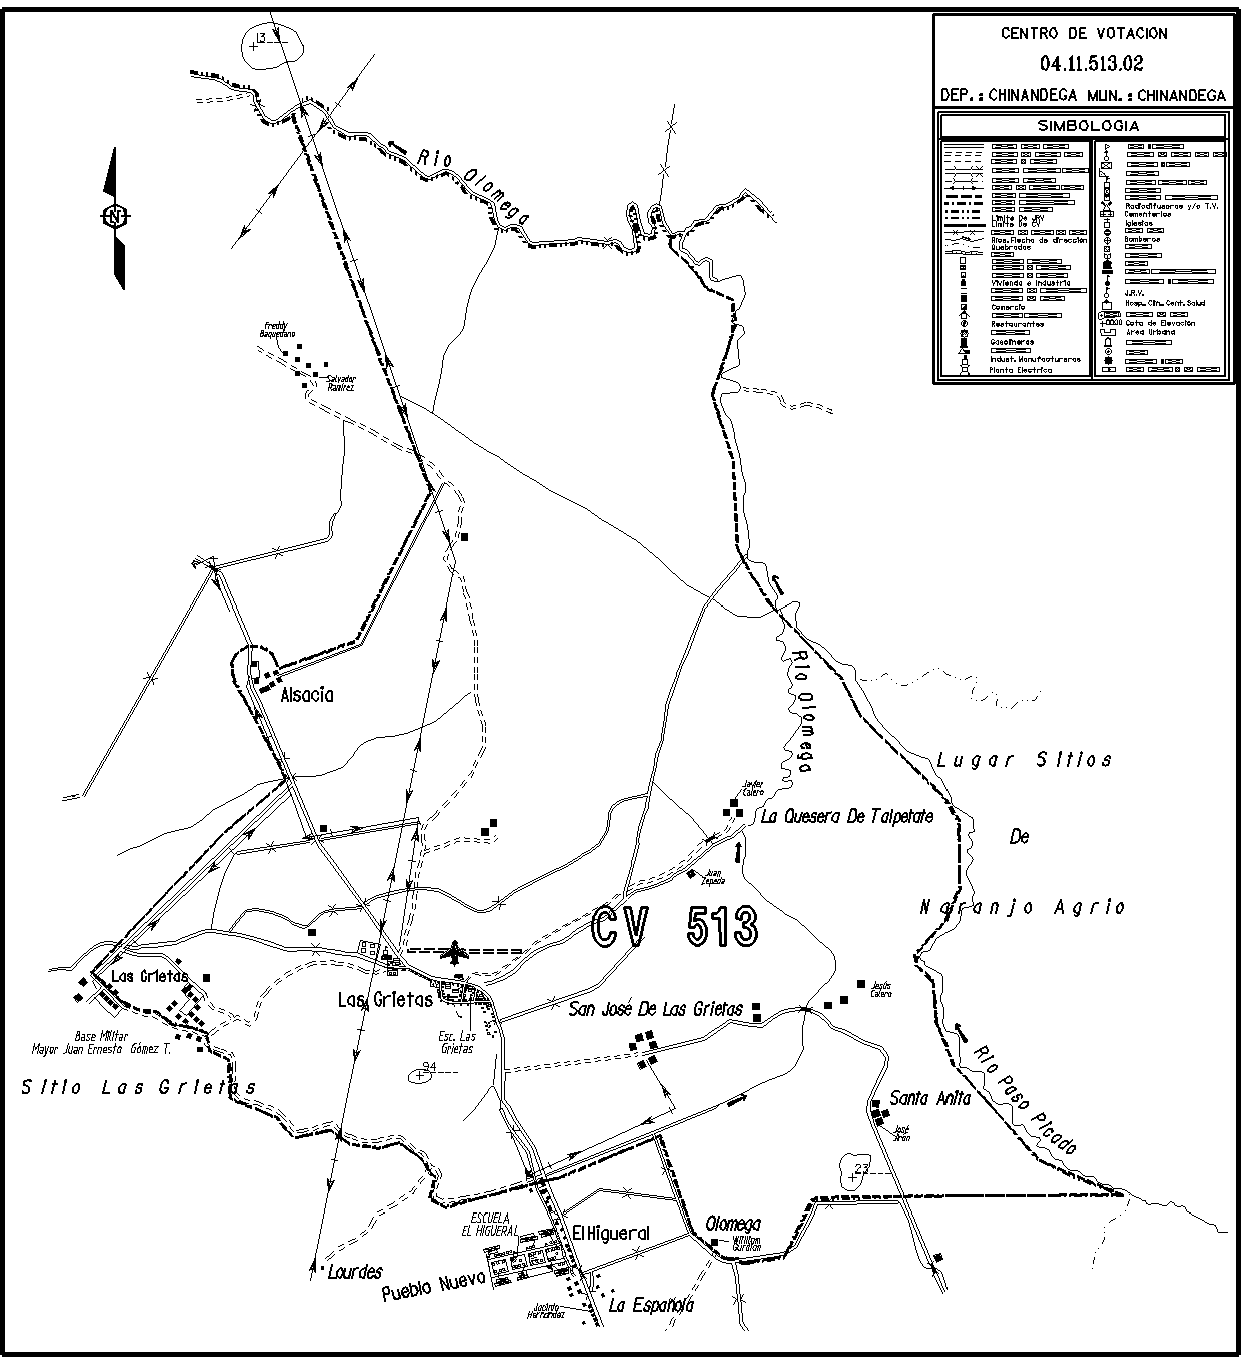 CENTRO DE VOTACION
04.11.513.02
DEP.: CHINANDEGA MUN.: CHINANDEGA
SIMBOLOGIA
Limite De JRV
Limite De CV
Rios.Flecha de dirección
Quebradas
Vivienda e Industria
Comercio
Restaurantes
Gasolineras
Indust.Manufactureras
Planta Electrica
Radiodifusoras y/o T.V.
Cementerios
Iglesias
Bomberos
J.R.V.
Hosp., Clin., Cent. Salud
Cota de Elevación
Area Urbana
13
Rio Olomega
N
Freddy
Baquedano
Salvador
Ramirez
Alsacia
Rio Olomega
Lugar Sitios
De
Naranjo Agrio
Javier
Calero
La Quesera De Talpetate
Juan
Zepeda
CV 513
Las Grietas
Las Grietas
San José De Las Grietas
Jesús
Calero
Base Militar
Mayor Juan Ernesto Gómez T.
Esc. Las
Grietas
Sitio Las Grietas
94
Rio Paso Picado
Santa Anita
José
Arán
23
ESCUELA
EL HIGUERAL
El Higueral
Olomega
William
Gurdian
Lourdes
Pueblo Nuevo
La Española
Jacinto
Hernandez